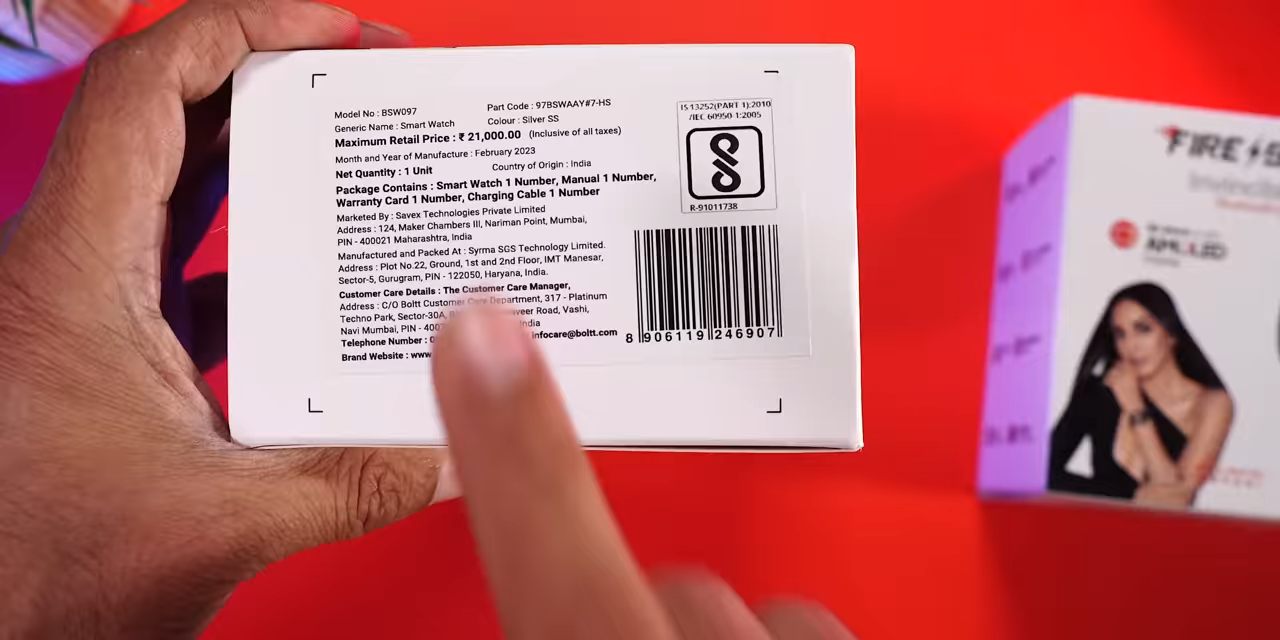 Model No : BSW097
Part Code : 97BSWAAY#7-HS
Generic Name : Smart Watch
Colour : Silver SS
Maximum Retail Price : ₹ 21,000.00 (Inclusive of all taxes)
Month and Year of Manufacture : February 2023
Net Quantity : 1 Unit
Country of Origin : India
Package Contains : Smart Watch 1 Number, Manual 1 Number,
Warranty Card 1 Number, Charging Cable 1 Number
Marketed By : Savex Technologies Private Limited
Address : 124, Maker Chambers III, Nariman Point, Mumbai,
PIN - 400021 Maharashtra, India
Manufactured and Packed At : Syrma SGS Technology Limited.
Address : Plot No.22, Ground, 1st and 2nd Floor, IMT Manesar,
Sector-5, Gurugram, PIN - 122050, Haryana, India.
Customer Care Details : The Customer Care Manager,
Address : C/O Boltt Customer Care Department, 317 - Platinum
Techno Park, Sector-30A, Road, Vashi,
Navi Mumbai, PIN - India
Telephone Number : infocare@boltt.com
Brand Website :
IS 13252(PART 1):2010
/IEC 60950-1:2005
R-91011738
8 906119 246907
FIRE